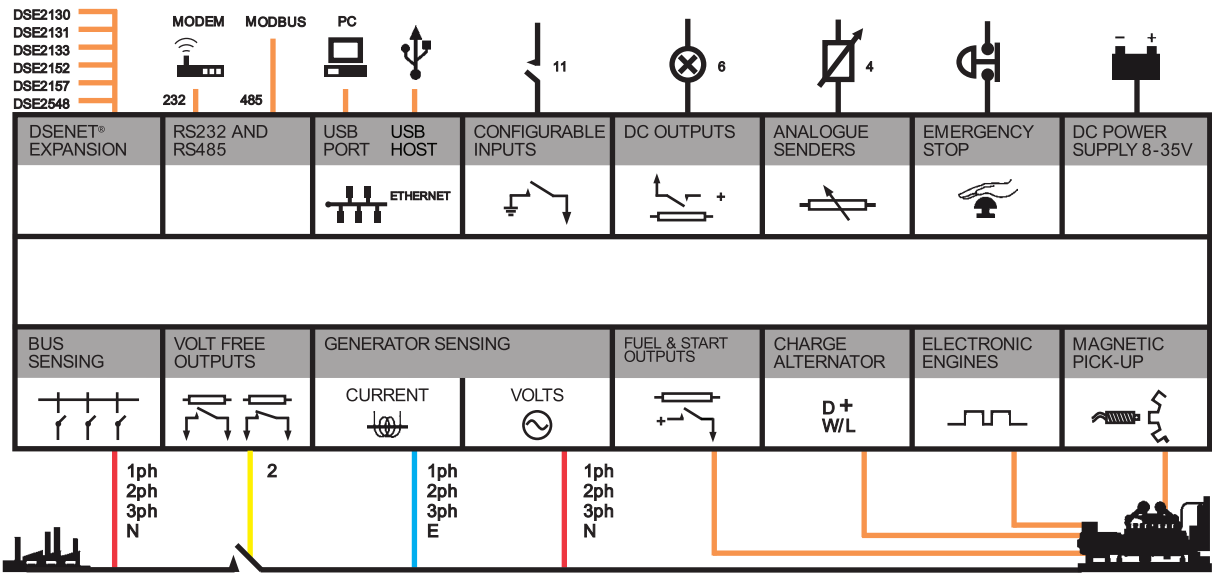 DSE2130
DSE2131
DSE2133
DSE2152
DSE2157
DSE2548
MODEM
MODBUS
PC
232
485
11
6
4
− +
DSENET®
EXPANSION
RS232 AND
RS485
USB
PORT
USB
HOST
ETHERNET
CONFIGURABLE
INPUTS
DC OUTPUTS
+
ANALOGUE
SENDERS
EMERGENCY
STOP
DC POWER
SUPPLY 8-35V
BUS
SENSING
VOLT FREE
OUTPUTS
GENERATOR SENSING
CURRENT
VOLTS
FUEL & START
OUTPUTS
+
CHARGE
ALTERNATOR
D+
W/L
ELECTRONIC
ENGINES
MAGNETIC
PICK-UP
1ph
2ph
3ph
N
2
1ph
2ph
3ph
E
1ph
2ph
3ph
N